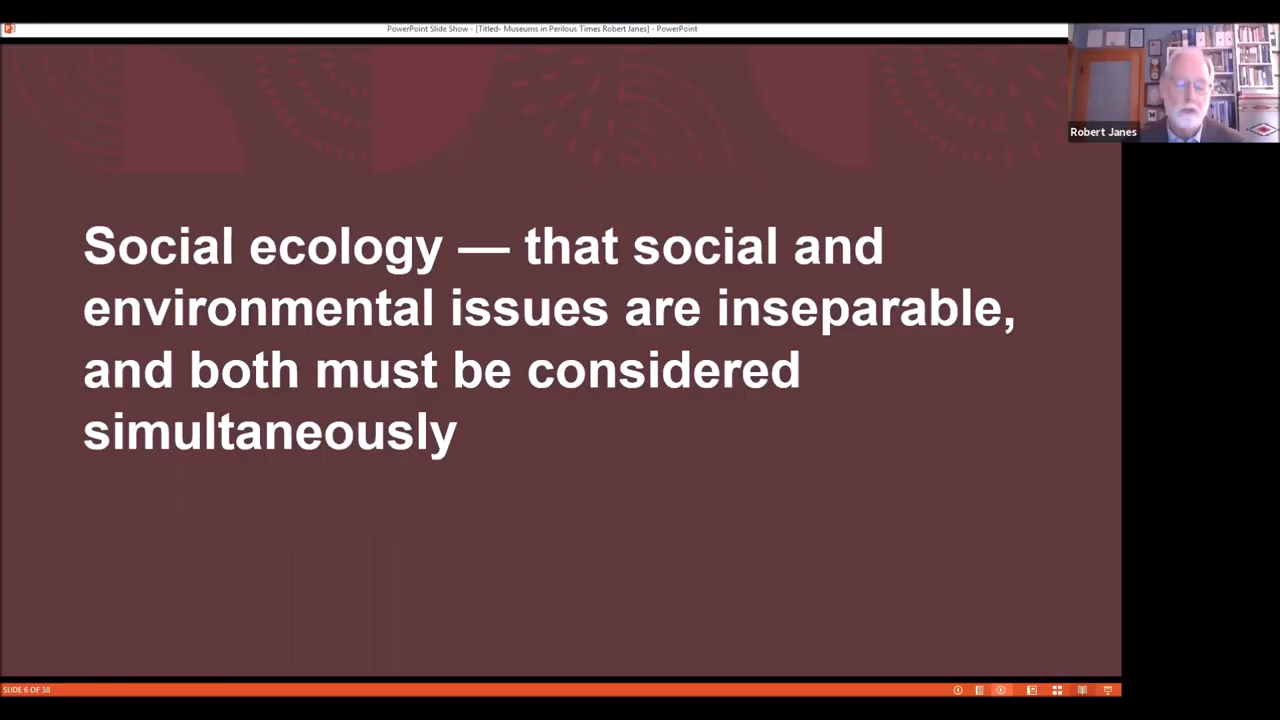 PowerPoint Slide Show - [Titled- Museums in Perilous Times Robert Janes] - PowerPoint
Robert Janes
Social ecology — that social and
environmental issues are inseparable,
and both must be considered
simultaneously
SLIDE 6 OF 38